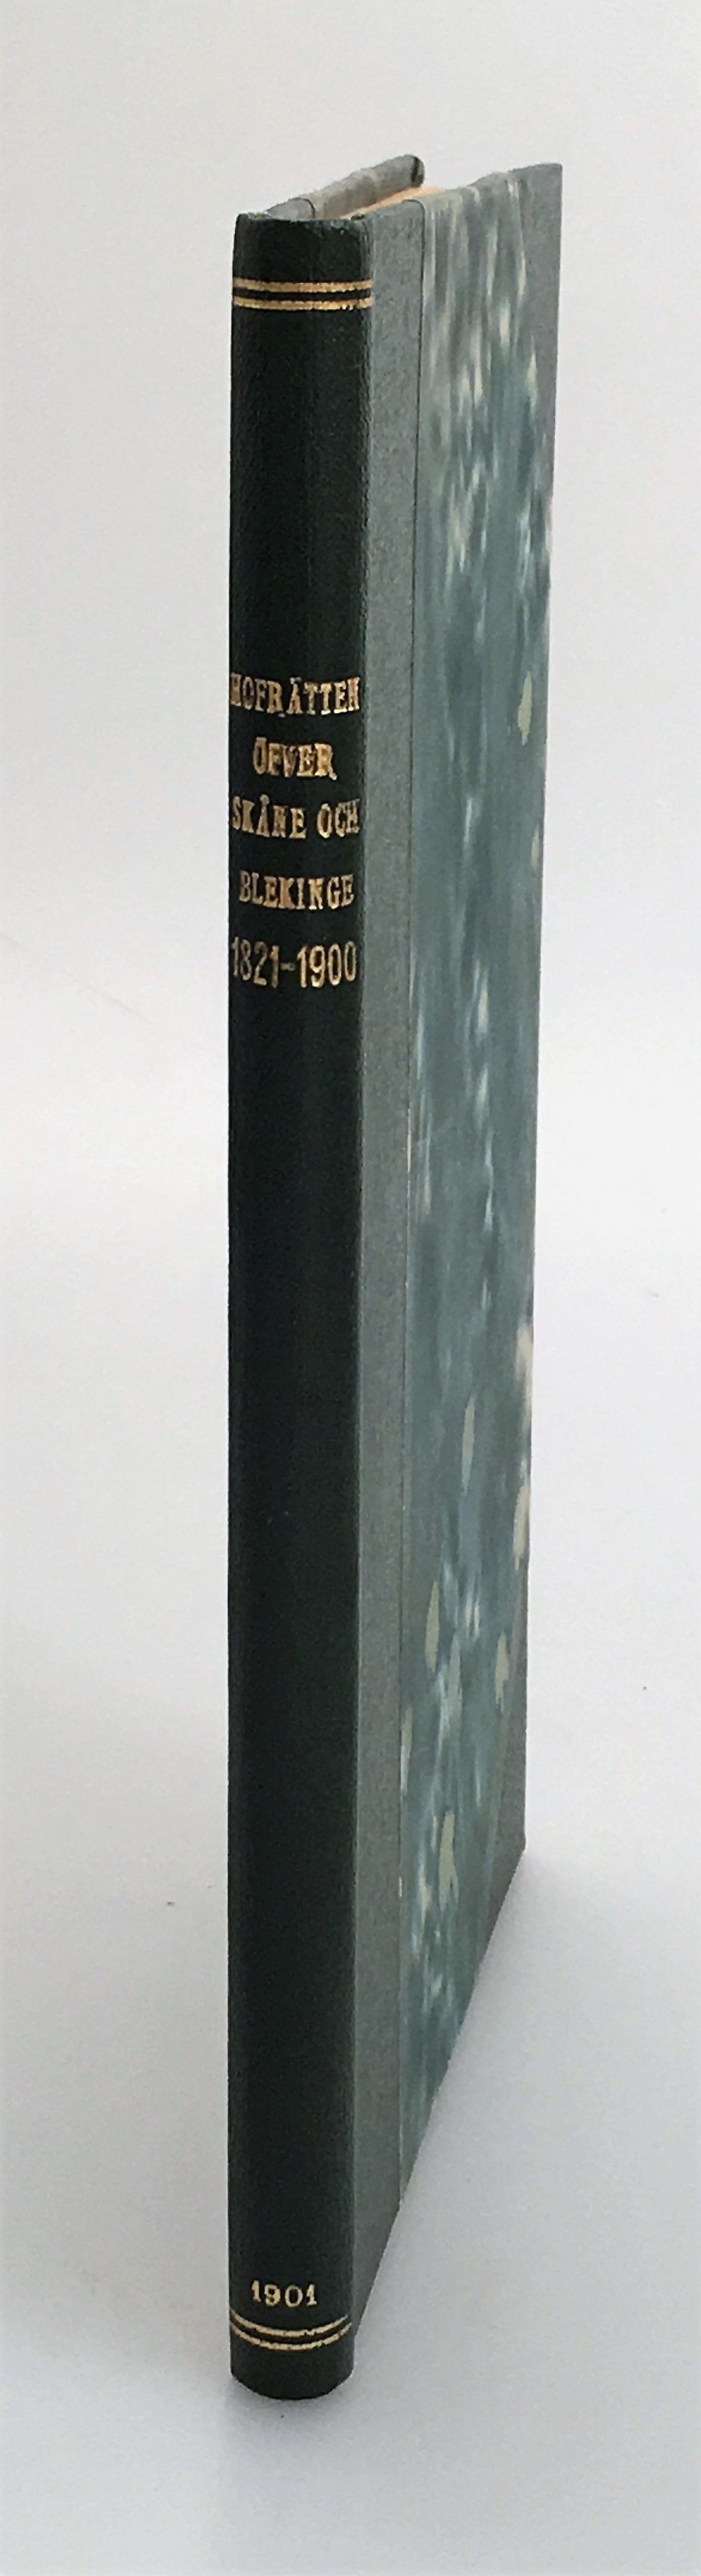 HOFRÄTTEN
ÖFVER
SKÅNE OCH
BLEKINGE
1821-1900
1901